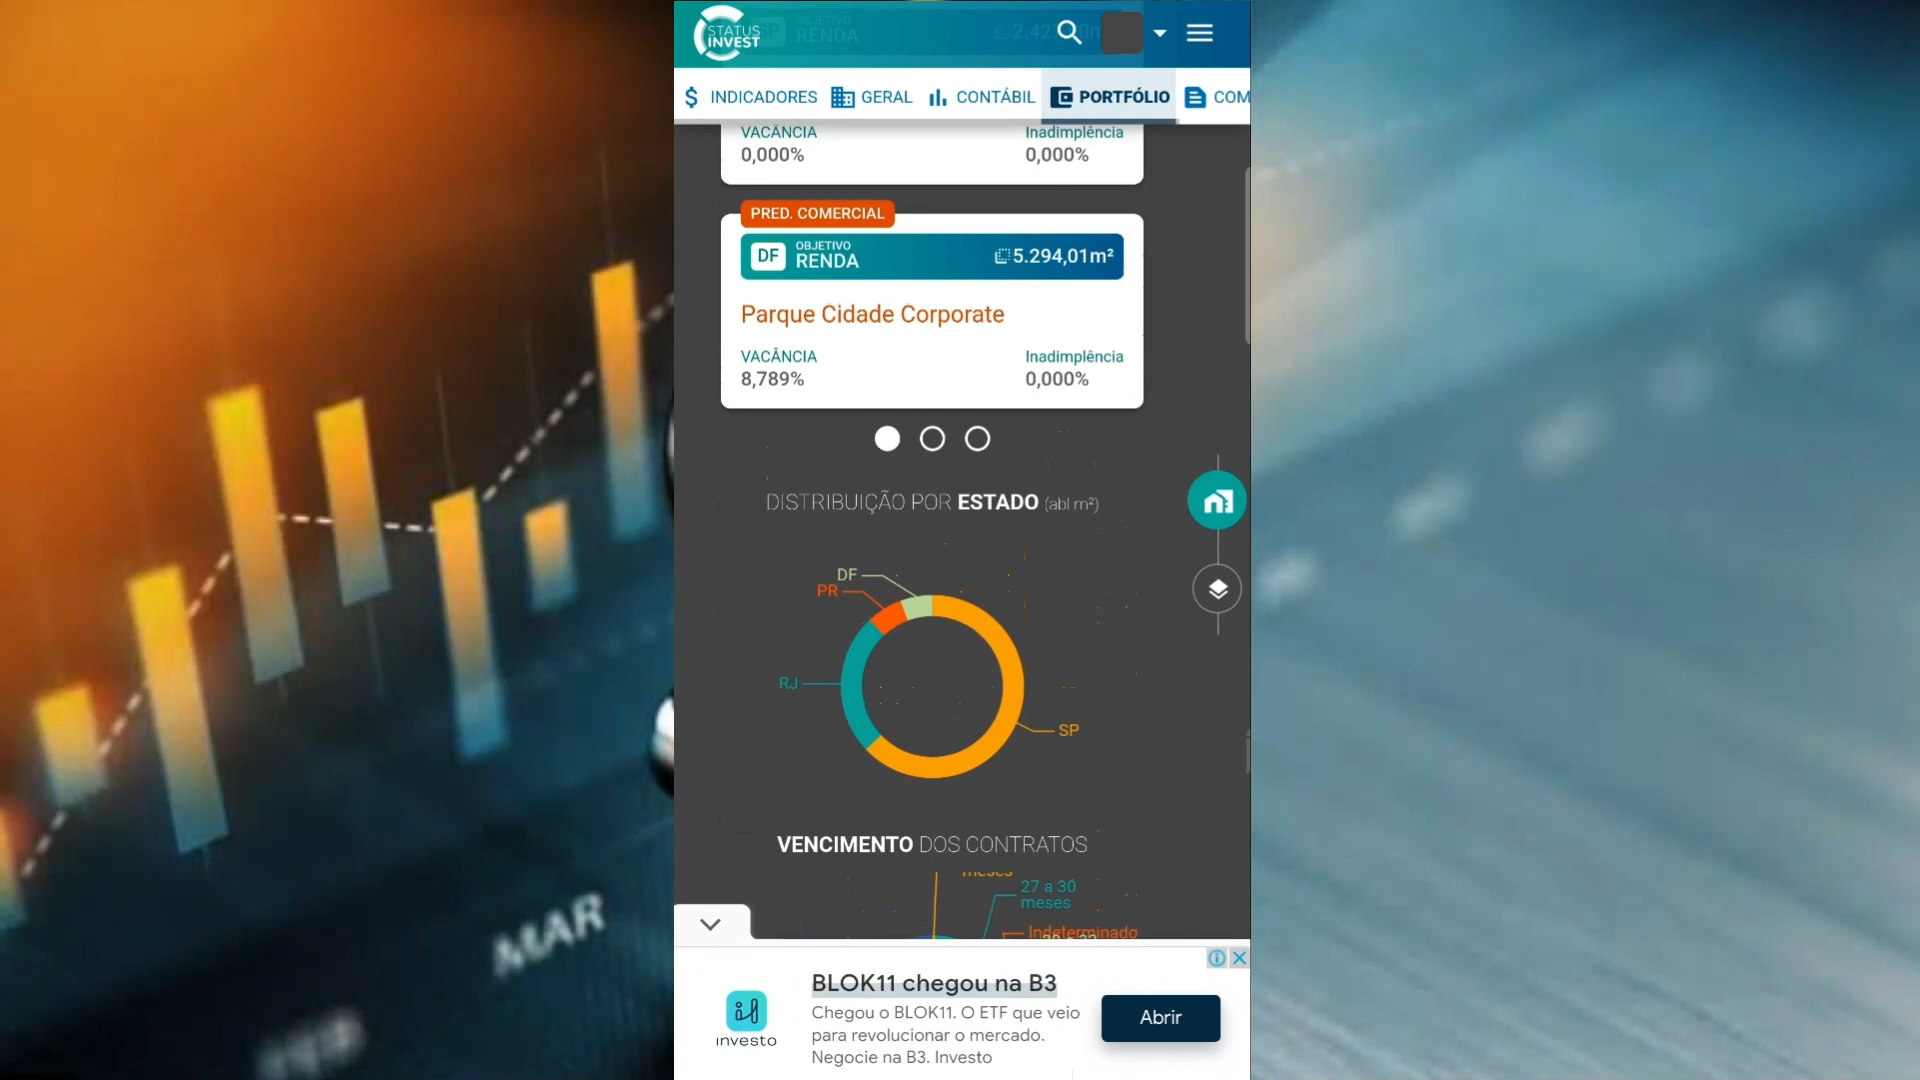 STATUS
INVEST
RENDA
INDICADORES GERAL CONTÁBIL PORTFÓLIO COM
VACÂNCIA Inadimplência
0,000% 0,000%
PRED. COMERCIAL
DF OBJETIVO
RENDA 5.294,01m²
Parque Cidade Corporate
VACÂNCIA Inadimplência
8,789% 0,000%
DISTRIBUIÇÃO POR ESTADO (abl m²)
DF
PR
RJ
SP
VENCIMENTO DOS CONTRATOS
meses
27 a 30
meses
Indeterminado
BLOK11 chegou na B3
Chegou o BLOK11. O ETF que veio
para revolucionar o mercado.
Negocie na B3. Investo
investo
Abrir
MAR